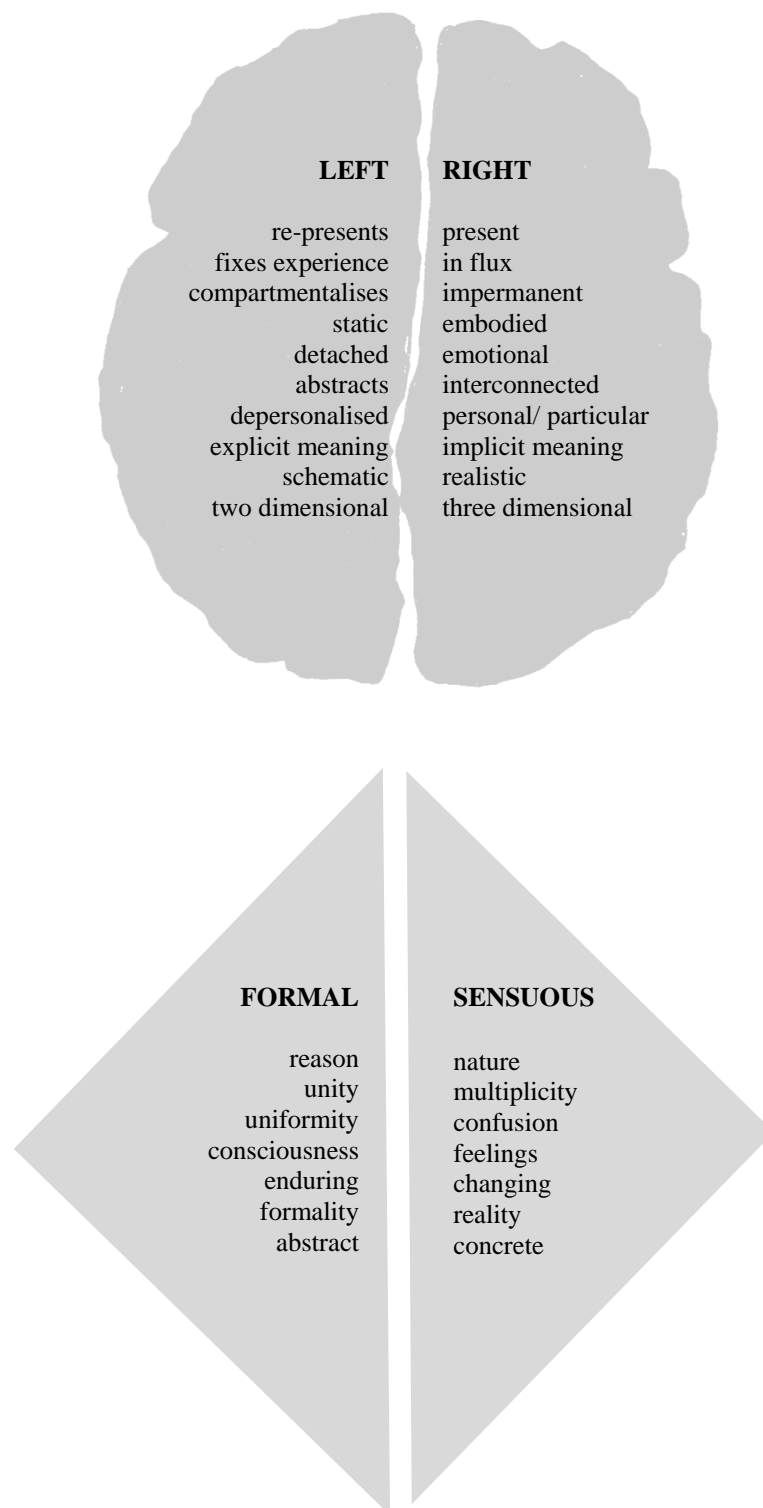 LEFT RIGHT
re-presents present
fixes experience in flux
compartmentalises impermanent
static embodied
detached emotional
abstracts interconnected
depersonalised personal/ particular
explicit meaning implicit meaning
schematic realistic
two dimensional three dimensional
FORMAL SENSUOUS
reason nature
unity multiplicity
uniformity confusion
consciousness feelings
enduring changing
formality reality
abstract concrete